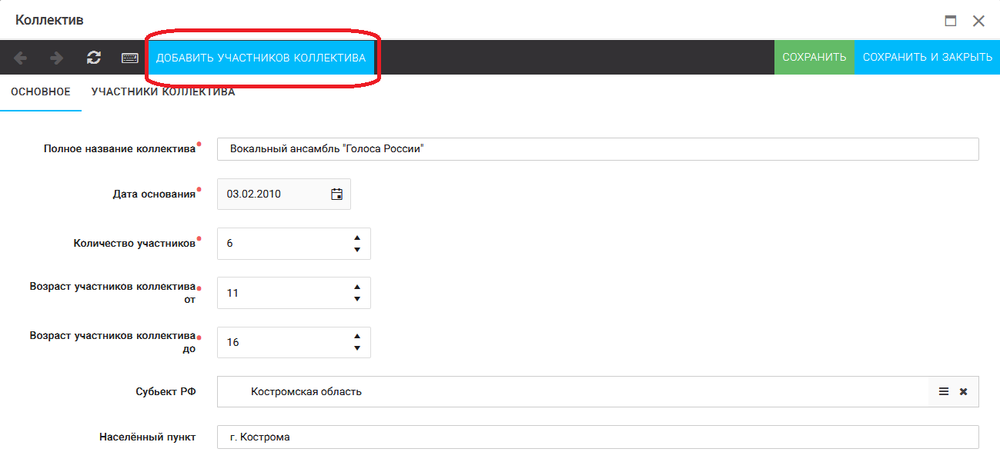 Коллектив
ДОБАВИТЬ УЧАСТНИКОВ КОЛЛЕКТИВА
СОХРАНИТЬ
СОХРАНИТЬ И ЗАКРЫТЬ
ОСНОВНОЕ
УЧАСТНИКИ КОЛЛЕКТИВА
Полное название коллектива
Вокальный ансамбль "Голоса России"
Дата основания
03.02.2010
Количество участников
6
Возраст участников коллектива
от
11
Возраст участников коллектива
до
16
Субъект РФ
Костромская область
Населённый пункт
г. Кострома